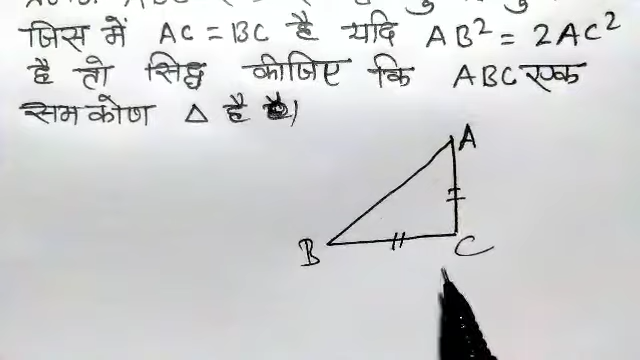 जिस में AC = BC है यदि AB² = 2AC²
है तो सिद्ध कीजिए कि ABC एक
समकोण △ है।
A
B
C